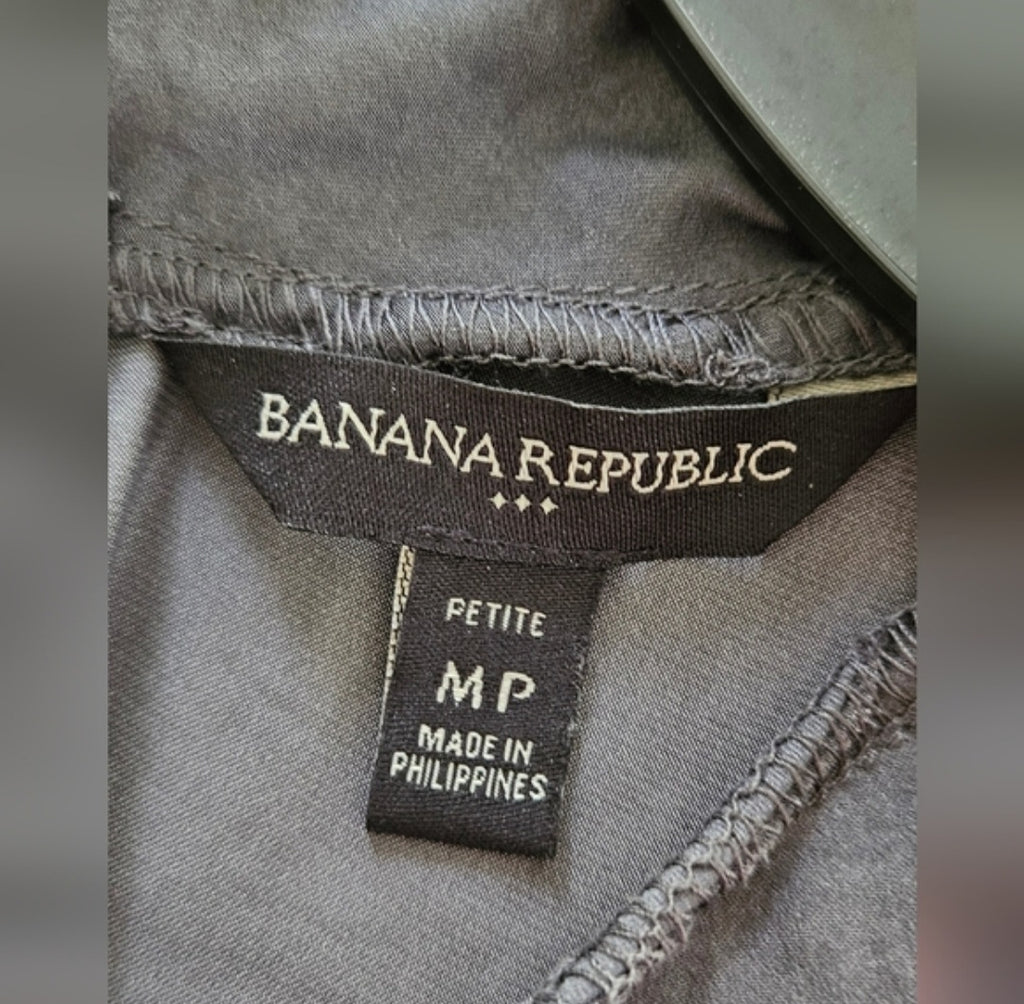 BANANA REPUBLIC
PETITE
MP
MADE IN
PHILIPPINES